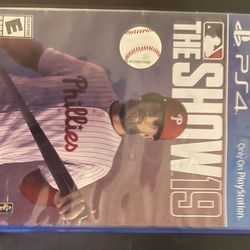 PS4
Only On PlayStation
THE SHOW 19
Phillies
P
E